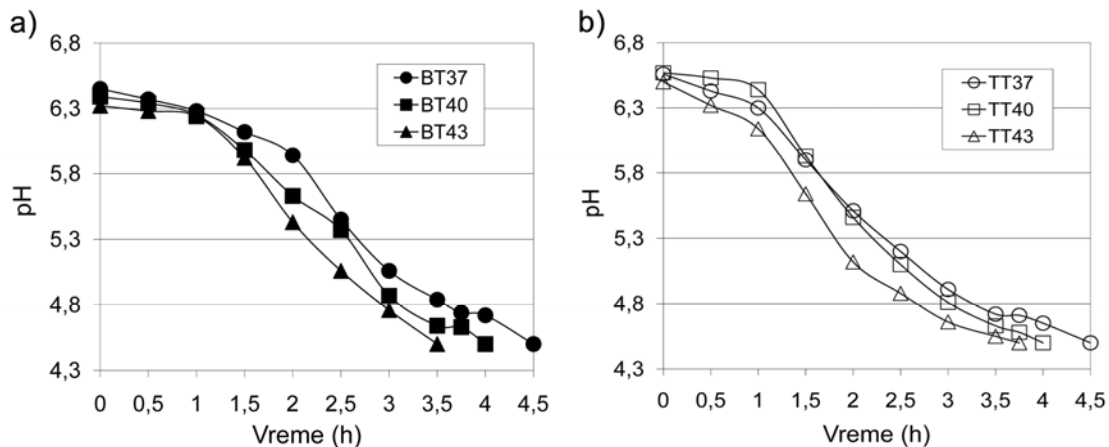 a)
pH
6,8
6,3
5,8
5,3
4,8
4,3
BT37
BT40
BT43
0 0,5 1 1,5 2 2,5 3 3,5 4 4,5
Vreme (h)
b)
pH
6,8
6,3
5,8
5,3
4,8
4,3
TT37
TT40
TT43
0 0,5 1 1,5 2 2,5 3 3,5 4 4,5
Vreme (h)